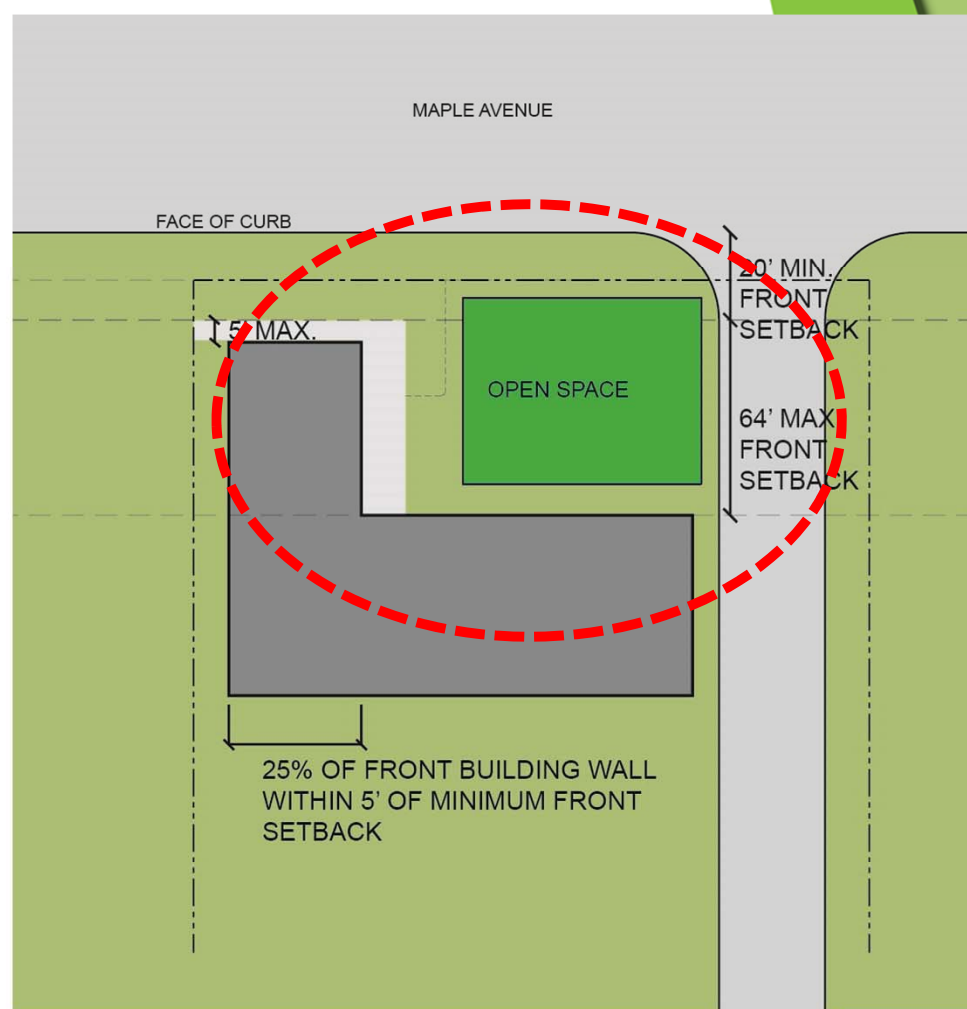 MAPLE AVENUE
FACE OF CURB
20' MIN.
FRONT
SETBACK
5' MAX.
OPEN SPACE
64' MAX
FRONT
SETBACK
25% OF FRONT BUILDING WALL
WITHIN 5' OF MINIMUM FRONT
SETBACK